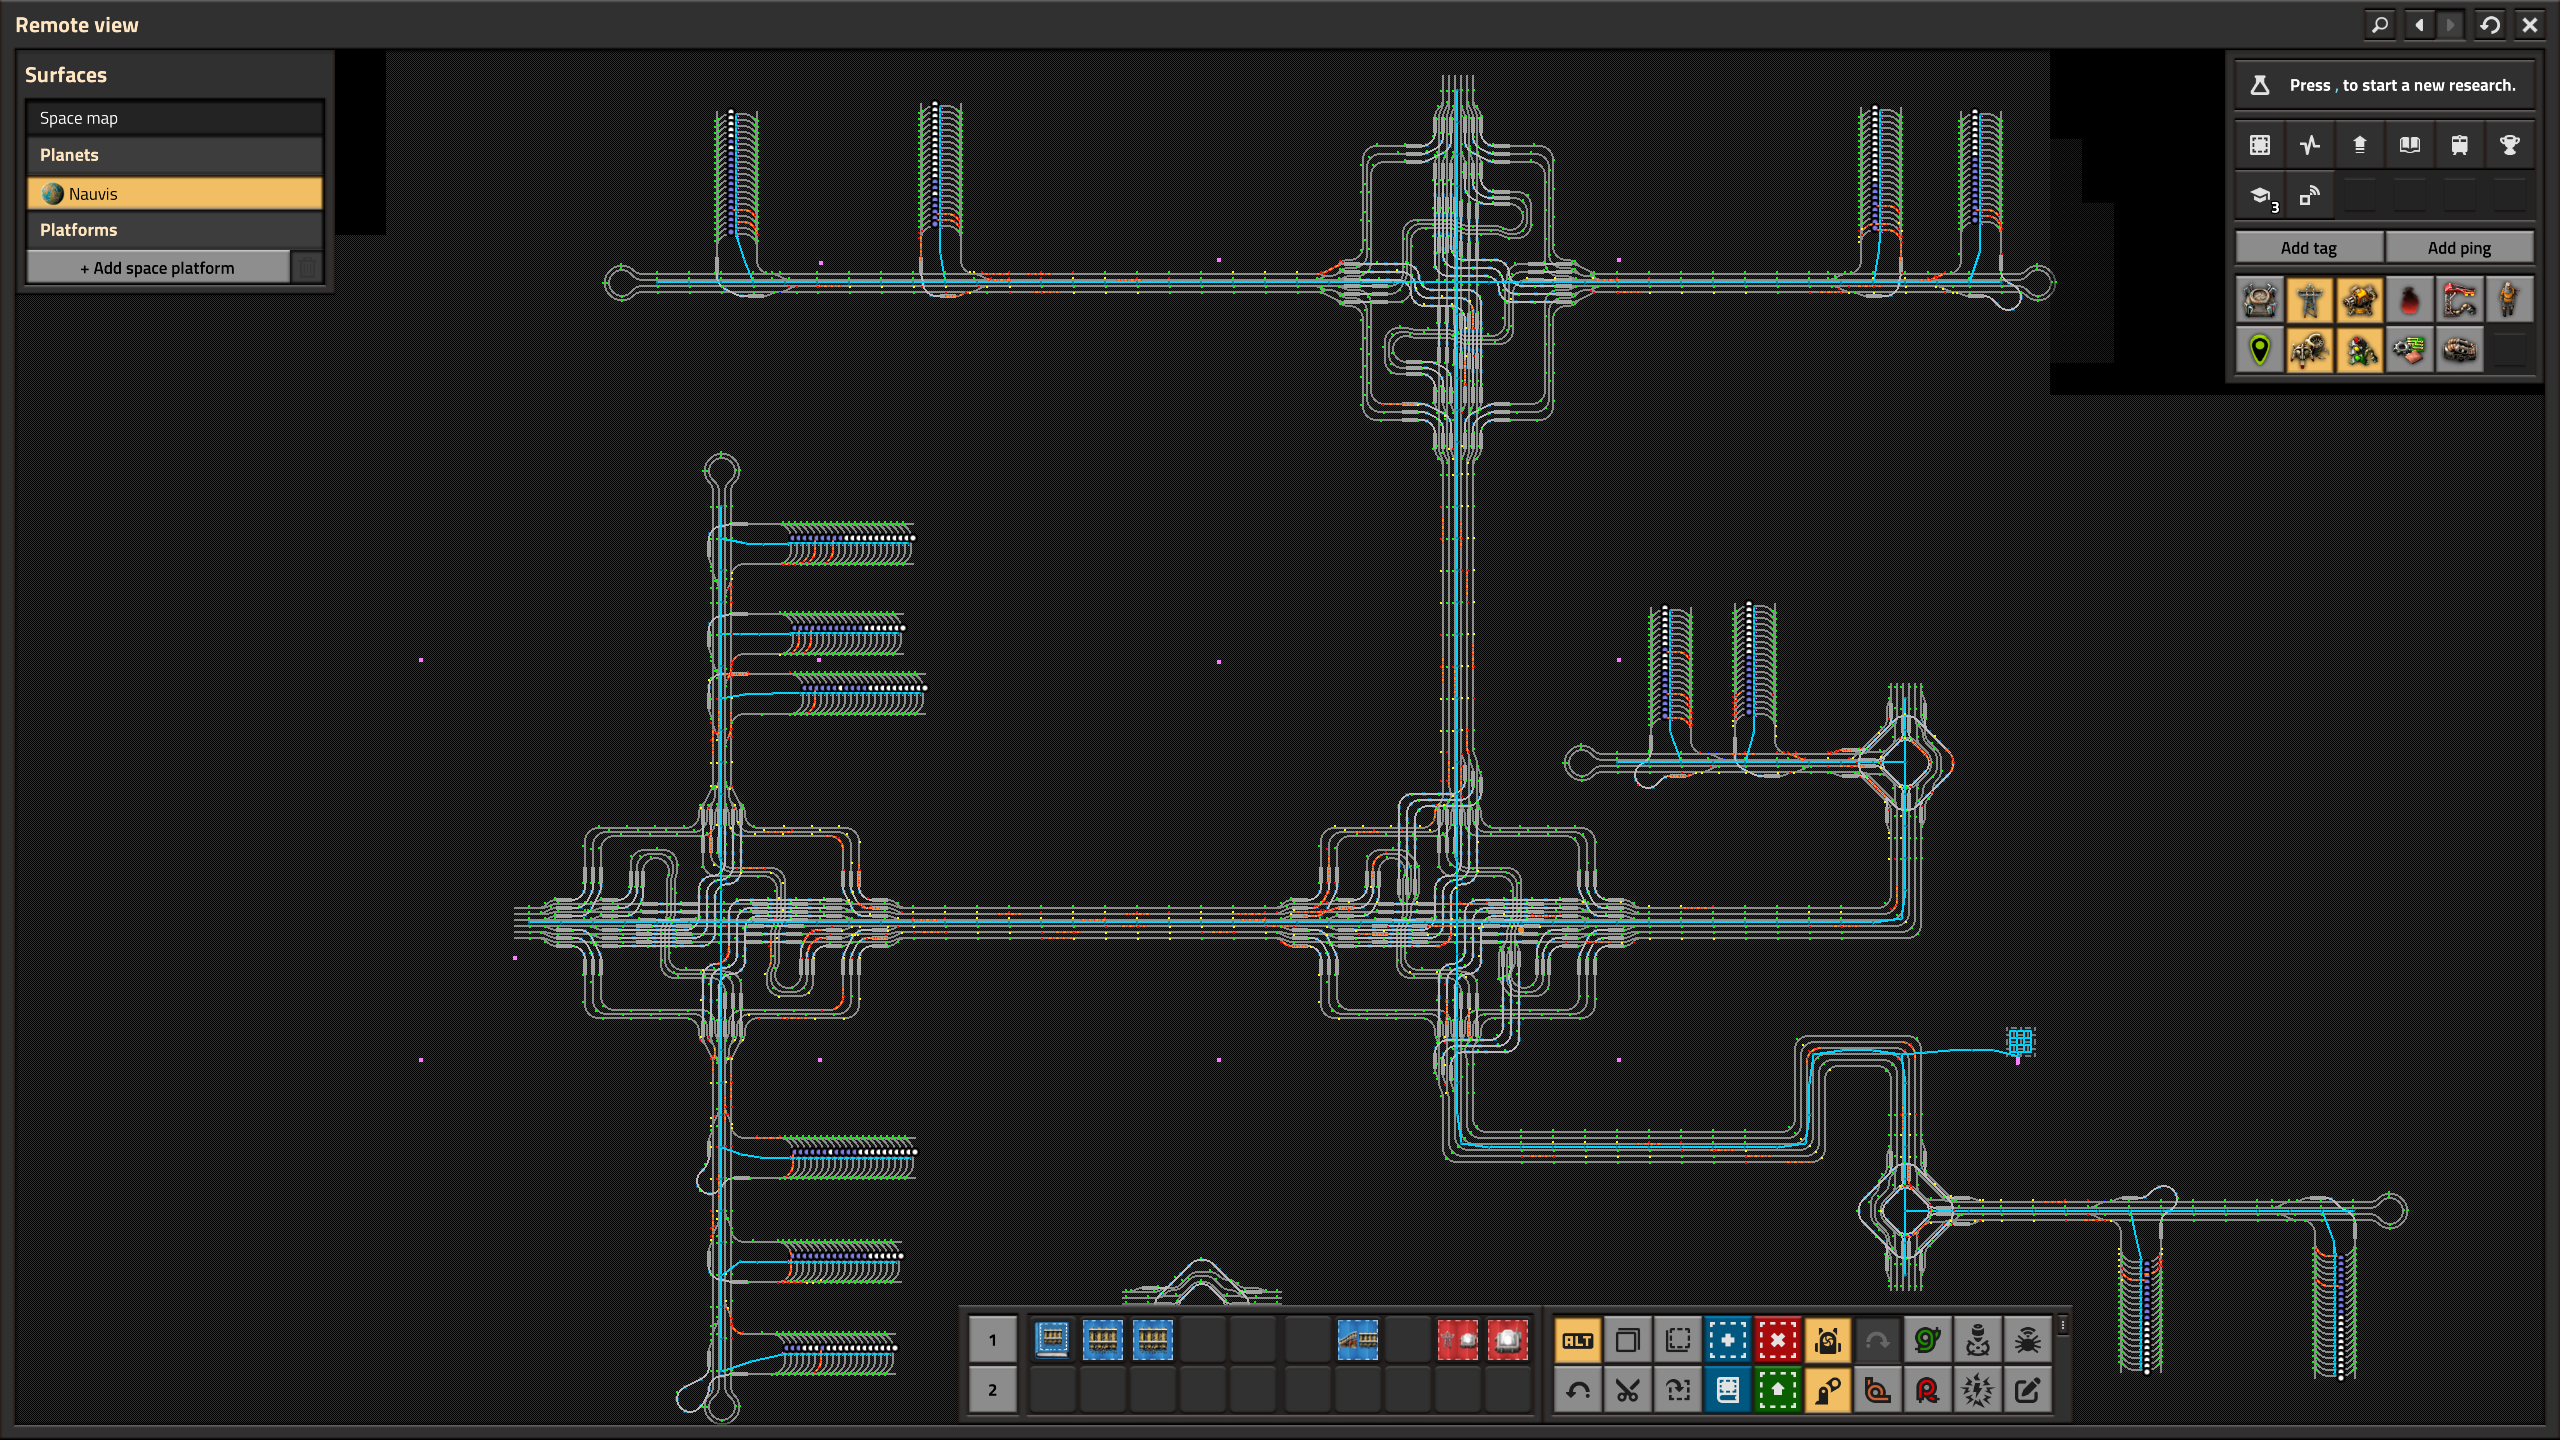 Remote view
Surfaces
Space map
Planets
Nauvis
Platforms
+ Add space platform
Press , to start a new research.
3
Add tag
Add ping
1
ALT
2